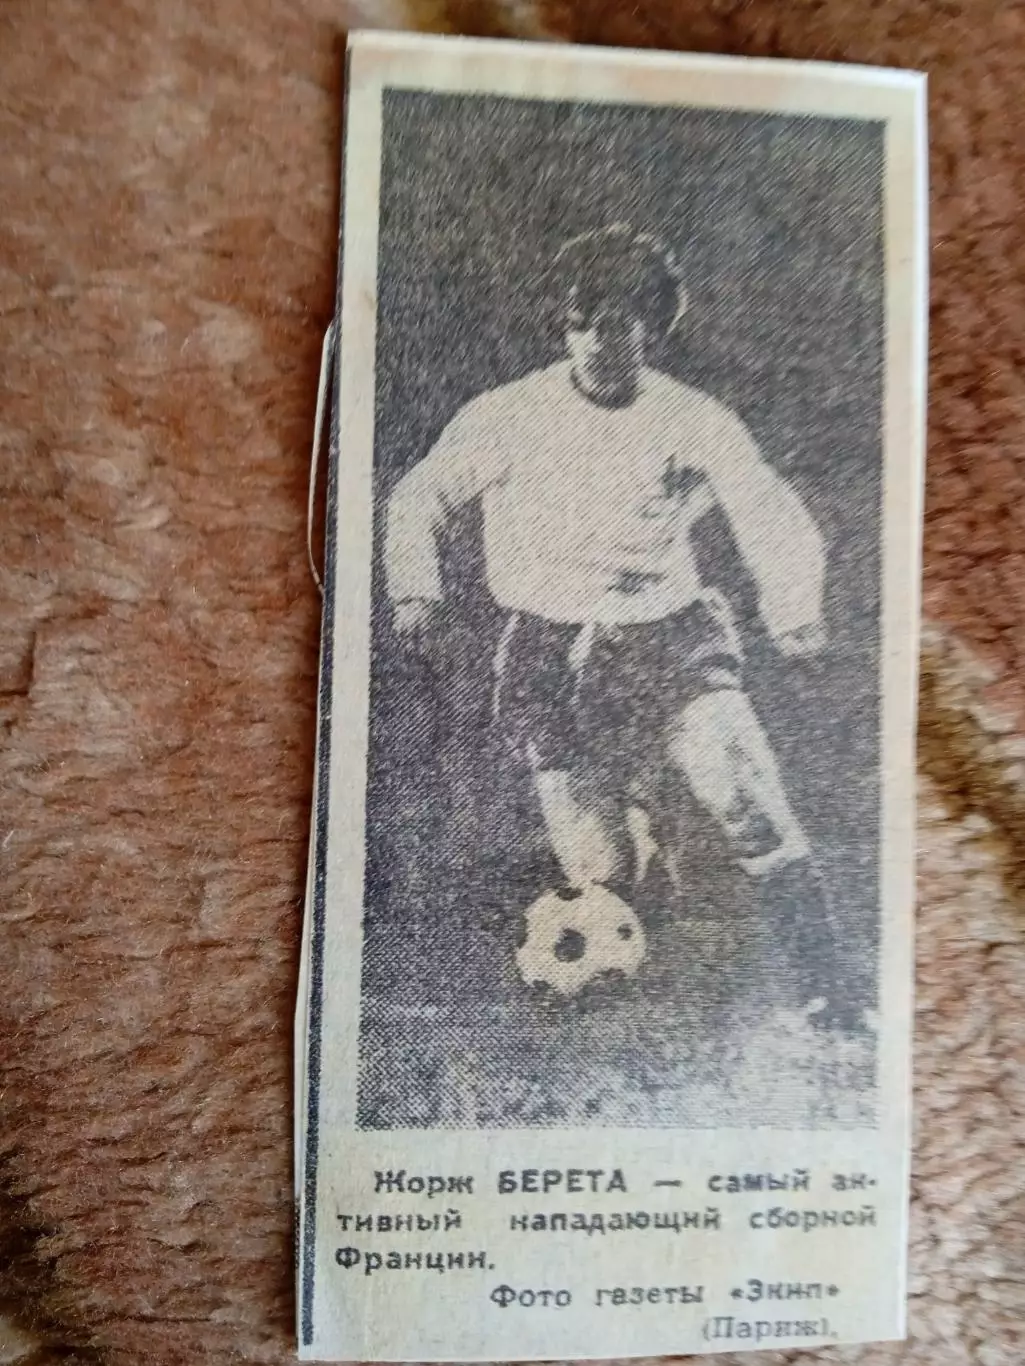 Жорж БЕРЕТА — самый ак-
тивный нападающий сборной
Франции.
Фото газеты «Экип»
(Париж).